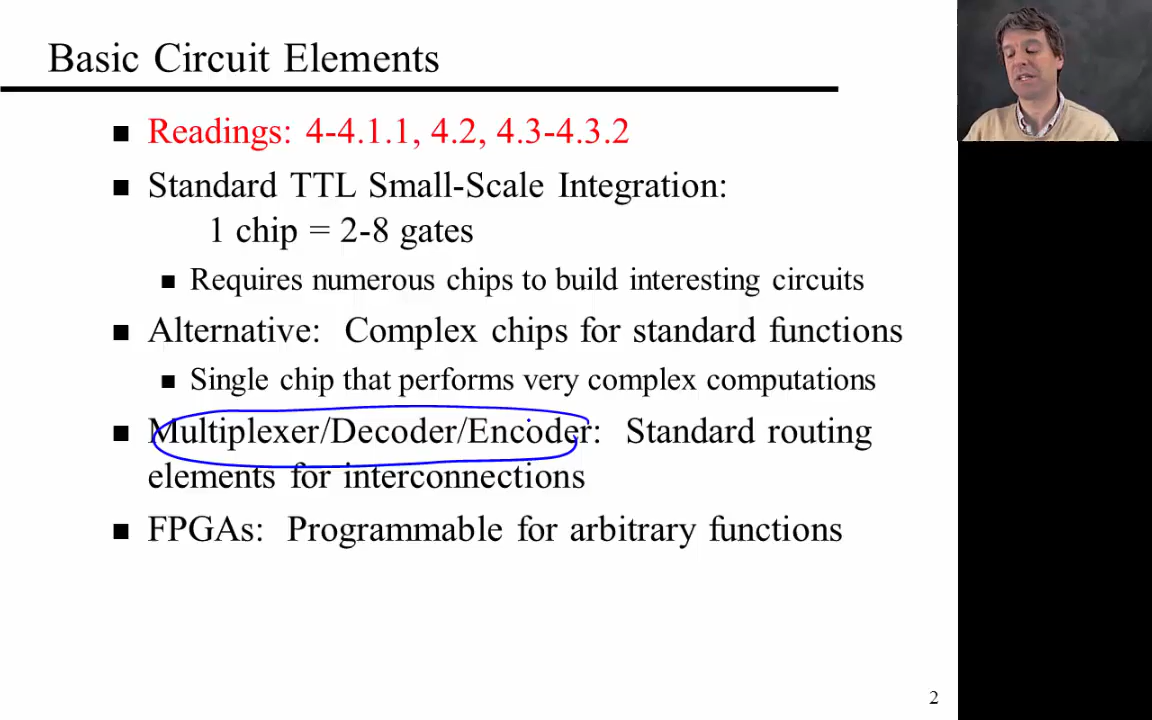 Basic Circuit Elements
Readings: 4-4.1.1, 4.2, 4.3-4.3.2
Standard TTL Small-Scale Integration:
1 chip = 2-8 gates
Requires numerous chips to build interesting circuits
Alternative: Complex chips for standard functions
Single chip that performs very complex computations
Multiplexer/Decoder/Encoder: Standard routing
elements for interconnections
FPGAs: Programmable for arbitrary functions
2